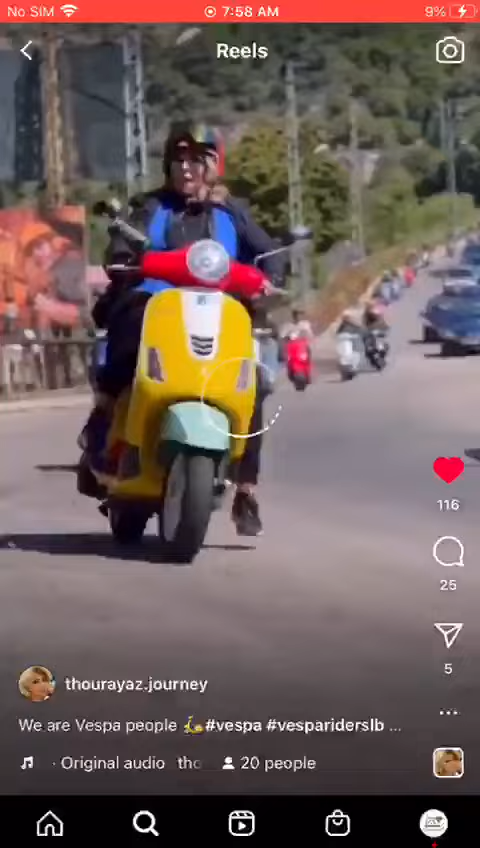 No SIM 7:58 AM 9%
Reels
116
25
5
thourayaz.journey
We are Vespa people #vespa #vespariderslb ...
· Original audio tho 20 people